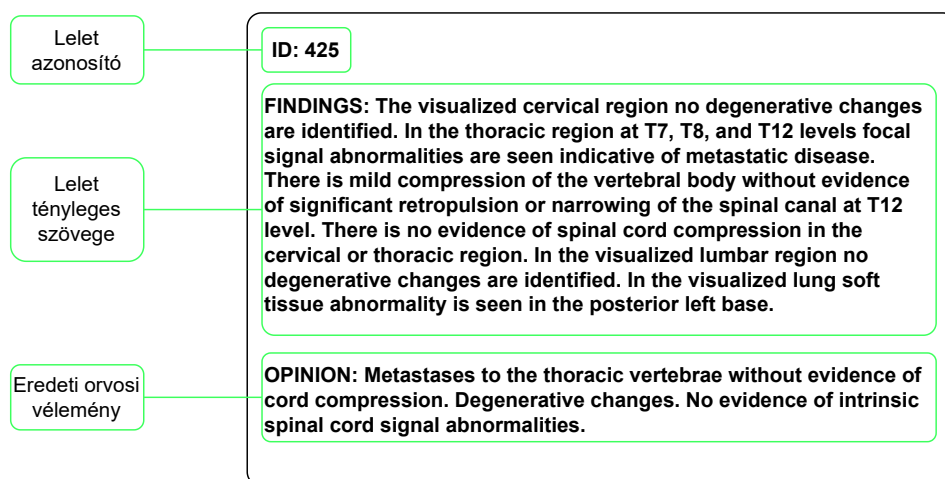 Lelet
azonosító
ID: 425
Lelet
tényleges
szövege
FINDINGS: The visualized cervical region no degenerative changes
are identified. In the thoracic region at T7, T8, and T12 levels focal
signal abnormalities are seen indicative of metastatic disease.
There is mild compression of the vertebral body without evidence
of significant retropulsion or narrowing of the spinal canal at T12
level. There is no evidence of spinal cord compression in the
cervical or thoracic region. In the visualized lumbar region no
degenerative changes are identified. In the visualized lung soft
tissue abnormality is seen in the posterior left base.
Eredeti orvosi
vélemény
OPINION: Metastases to the thoracic vertebrae without evidence of
cord compression. Degenerative changes. No evidence of intrinsic
spinal cord signal abnormalities.